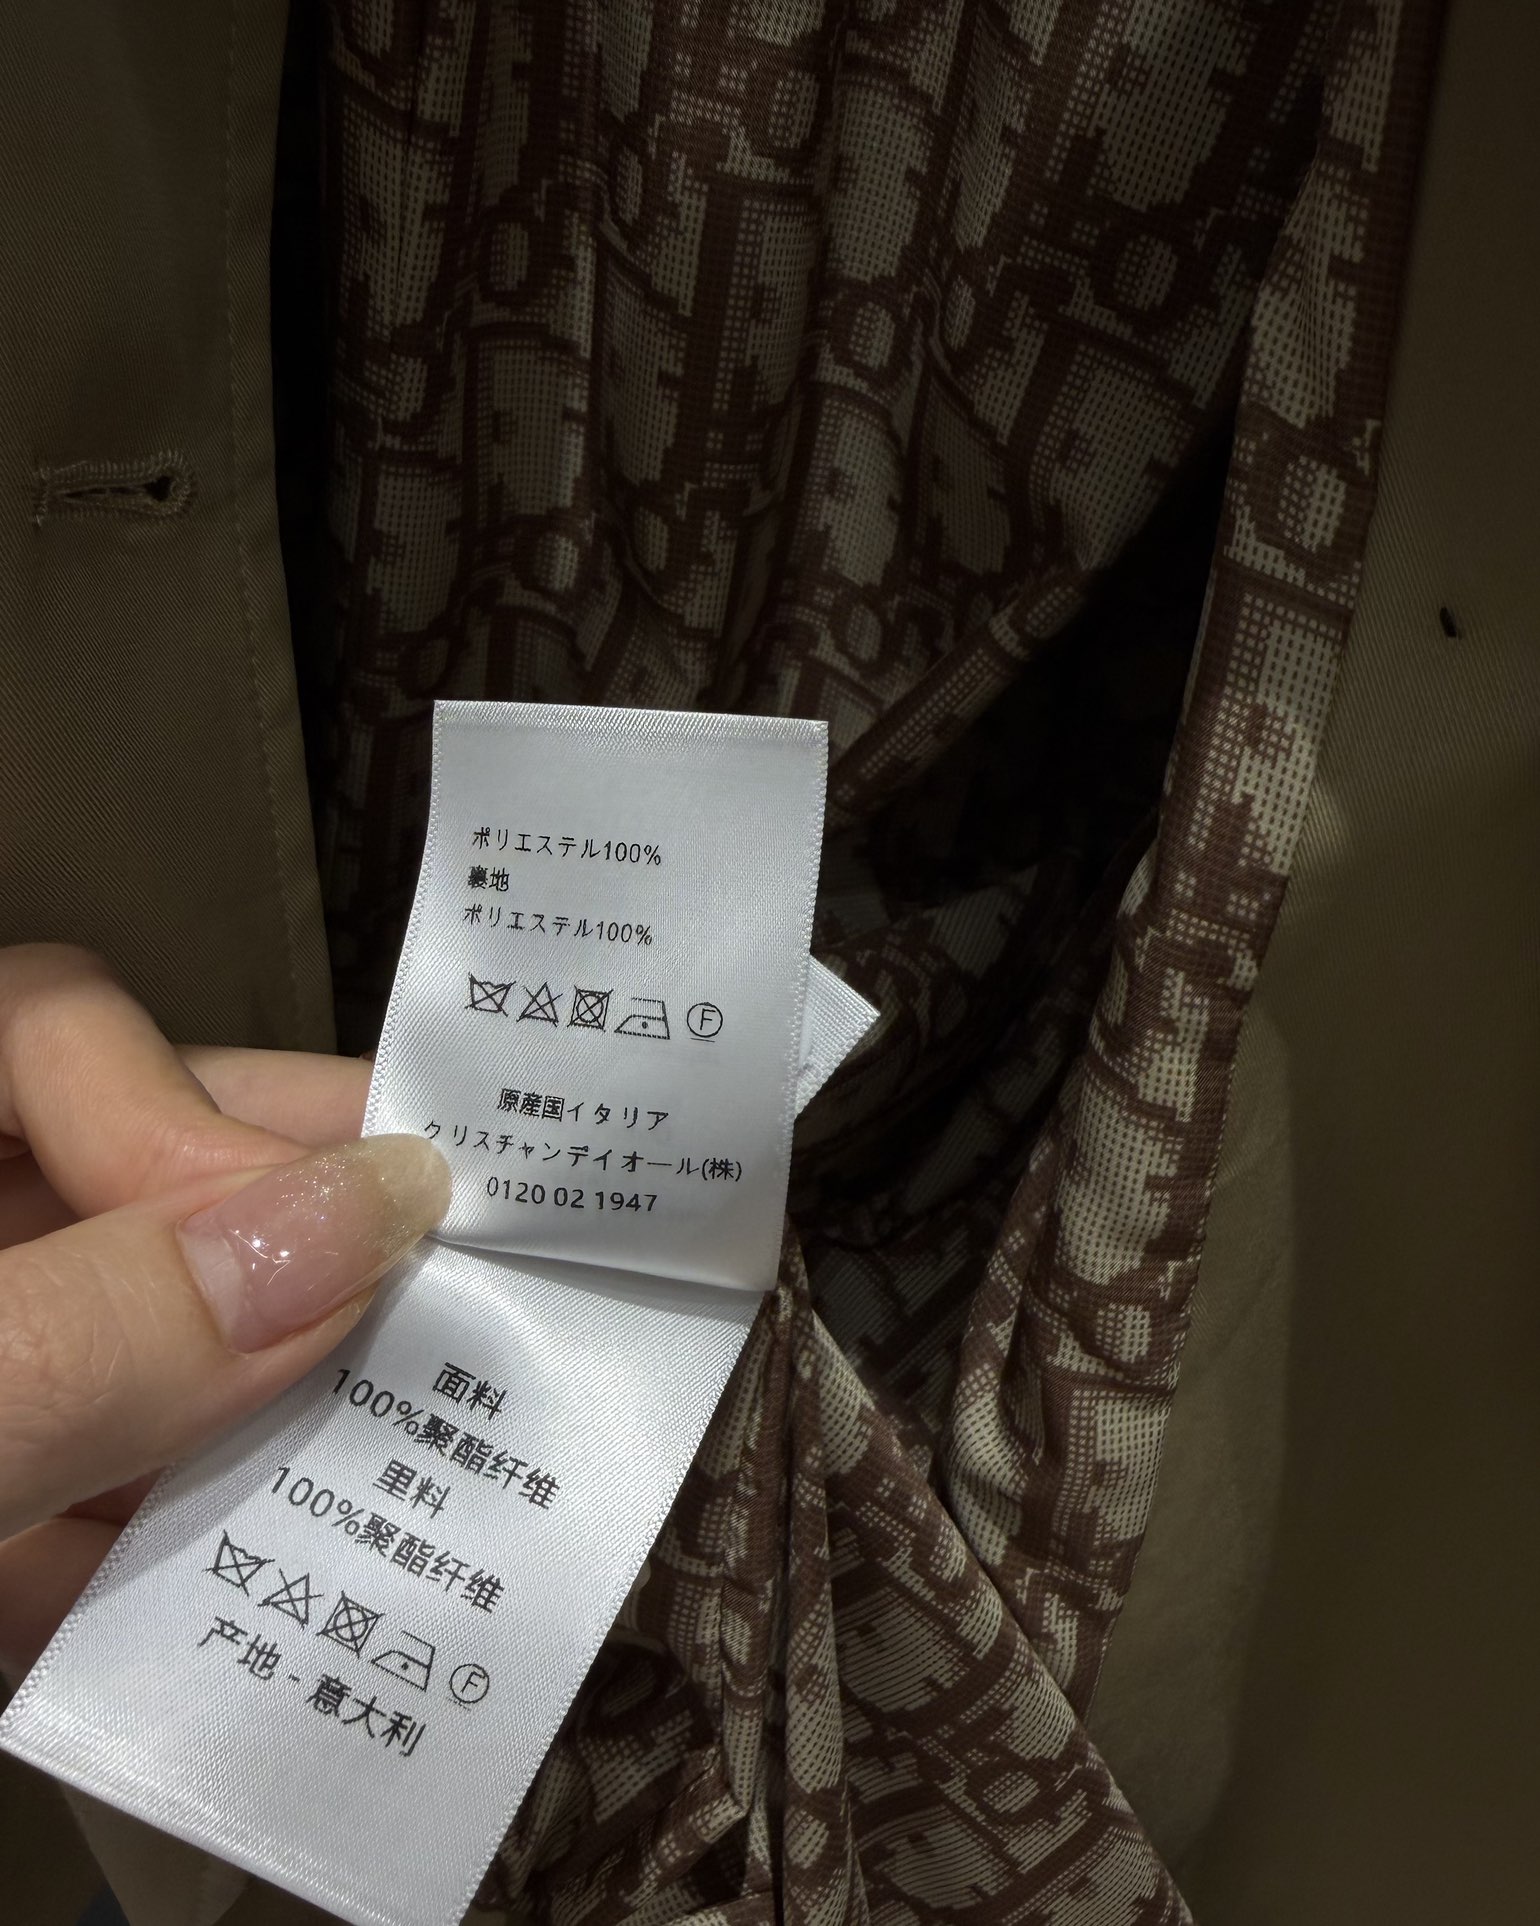 ポリエステル100%
裏地
ポリエステル100%
F
原産国イタリア
クリスチャンデイオール(株)
0120 02 1947
面料
100%聚酯纤维
里料
100%聚酯纤维
F
产地 - 意大利